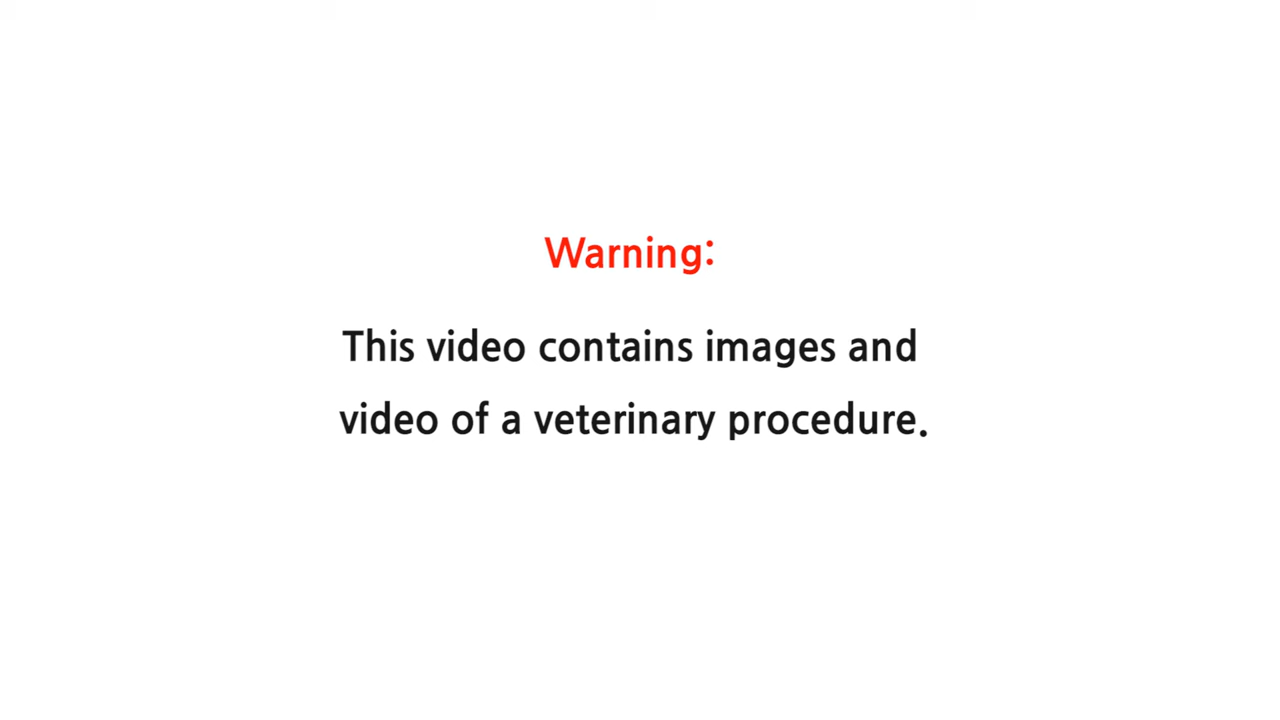 Warning:
This video contains images and
video of a veterinary procedure.